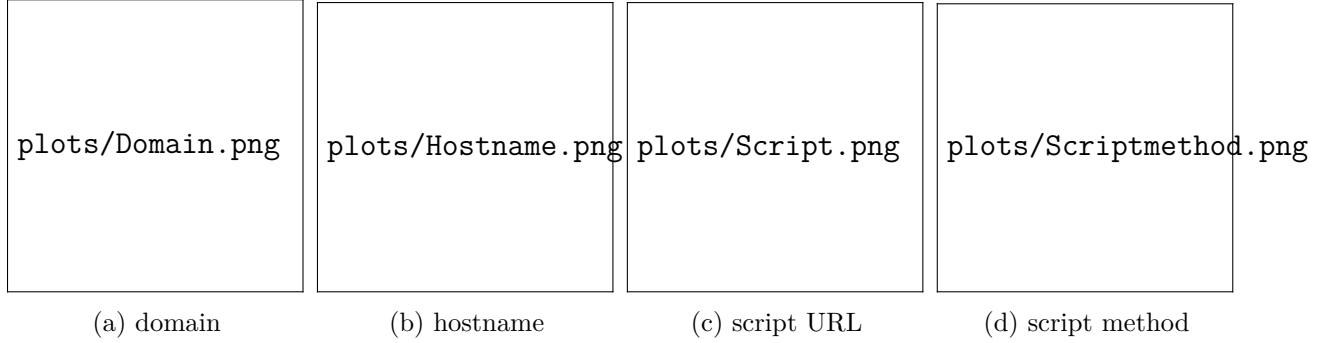 plots/Domain.png
plots/Hostname.png
plots/Script.png
plots/Scriptmethod.png
(a) domain
(b) hostname
(c) script URL
(d) script method